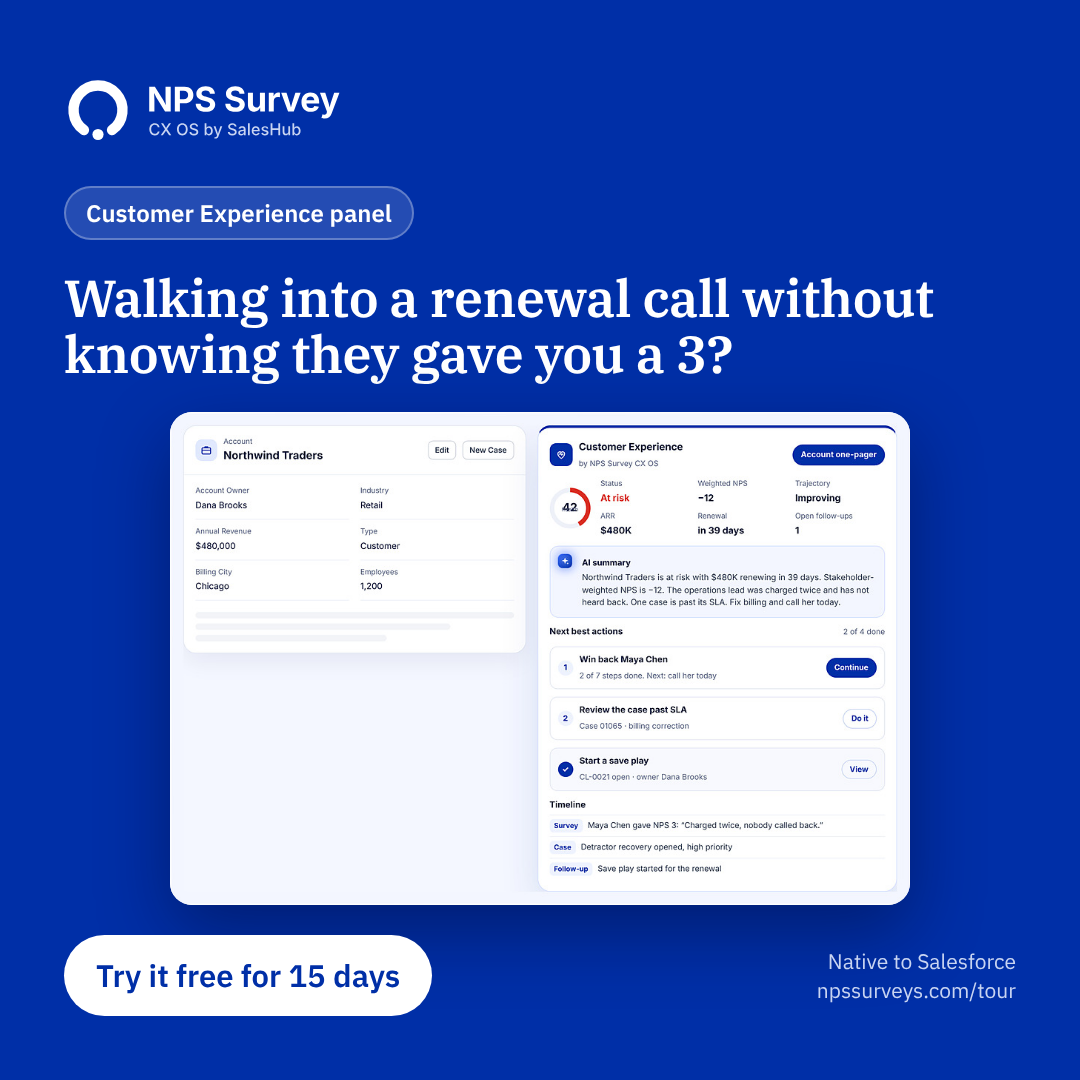 NPS Survey
CX OS by SalesHub
Customer Experience panel
Walking into a renewal call without
knowing they gave you a 3?
Account
Northwind Traders
Edit
New Case
Account Owner
Industry
Dana Brooks
Retail
Annual Revenue
Type
$480,000
Customer
Billing City
Employees
Chicago
1,200
Customer Experience
by NPS Survey CX OS
Account one-pager
42
Status
Weighted NPS
Trajectory
At risk
−12
Improving
ARR
Renewal
Open follow-ups
$480K
in 39 days
1
AI summary
Northwind Traders is at risk with $480K renewing in 39 days. Stakeholder-
weighted NPS is −12. The operations lead was charged twice and has not
heard back. One case is past its SLA. Fix billing and call her today.
Next best actions
2 of 4 done
1
Win back Maya Chen
2 of 7 steps done. Next: call her today
Continue
2
Review the case past SLA
Case 01065 · billing correction
Do it
Start a save play
CL-0021 open · owner Dana Brooks
View
Timeline
Survey Maya Chen gave NPS 3: “Charged twice, nobody called back.”
Case Detractor recovery opened, high priority
Follow-up Save play started for the renewal
Try it free for 15 days
Native to Salesforce
npssurveys.com/tour